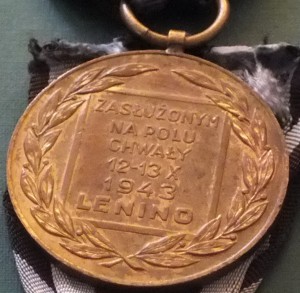 ZASŁUŻONYM
NA POLU
CHWAŁY
12-13 X
1943
LENINO